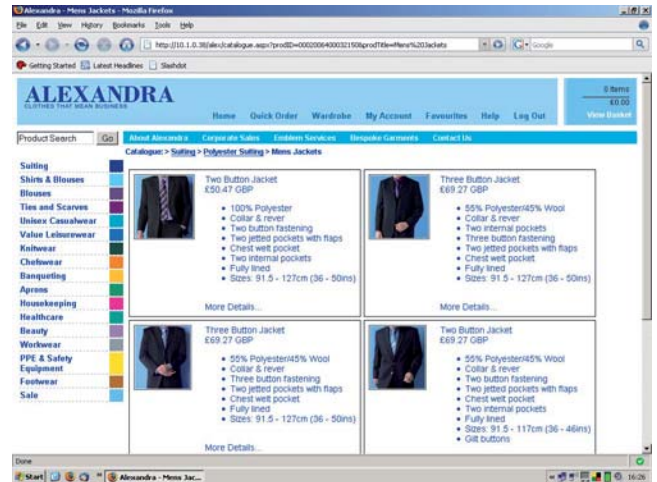 Alexandra - Mens Jackets - Mozilla Firefox
File Edit View History Bookmarks Tools Help
http://10.1.0.38/alex/catalogue.aspx?prodID=000200640003215&prodTitle=Mens%20Jackets
Google
Getting Started Latest Headlines Slashdot
ALEXANDRA
CLOTHES THAT MEAN BUSINESS
0 Items
£0.00
View Basket
Home Quick Order Wardrobe My Account Favourites Help Log Out
Product Search Go
About Alexandra Corporate Sales Emblem Services Bespoke Garments Contact Us
Catalogue: > Suiting > Polyester Suiting > Mens Jackets
Suiting
Shirts & Blouses
Blouses
Ties and Scarves
Unisex Casualwear
Value Leisurewear
Knitwear
Chefswear
Banqueting
Aprons
Housekeeping
Healthcare
Beauty
Workwear
PPE & Safety
Equipment
Footwear
Sale
Two Button Jacket
£50.47 GBP
• 100% Polyester
• Collar & rever
• Two button fastening
• Two jetted pockets with flaps
• Chest welt pocket
• Two internal pockets
• Fully lined
• Sizes: 91.5 - 127cm (36 - 50ins)
More Details...
Three Button Jacket
£69.27 GBP
• 55% Polyester/45% Wool
• Collar & rever
• Two internal pockets
• Three button fastening
• Two jetted pockets with flaps
• Chest welt pocket
• Fully lined
• Sizes: 91.5 - 127cm (36 - 50ins)
More Details...
Three Button Jacket
£69.27 GBP
• 55% Polyester/45% Wool
• Collar & rever
• Three button fastening
• Two jetted pockets with flaps
• Chest welt pocket
• Fully lined
• Sizes: 91.5 - 127cm (36 - 50ins)
More Details...
Two Button Jacket
£69.27 GBP
• 55% Polyester/45% Wool
• Collar & rever
• Two button fastening
• Two jetted pockets with flaps
• Chest welt pocket
• Two internal pockets
• Fully lined
• Sizes: 91.5 - 117cm (36 - 46ins)
• Gilt buttons
Done
Start
Alexandra - Mens Jac...
16:26